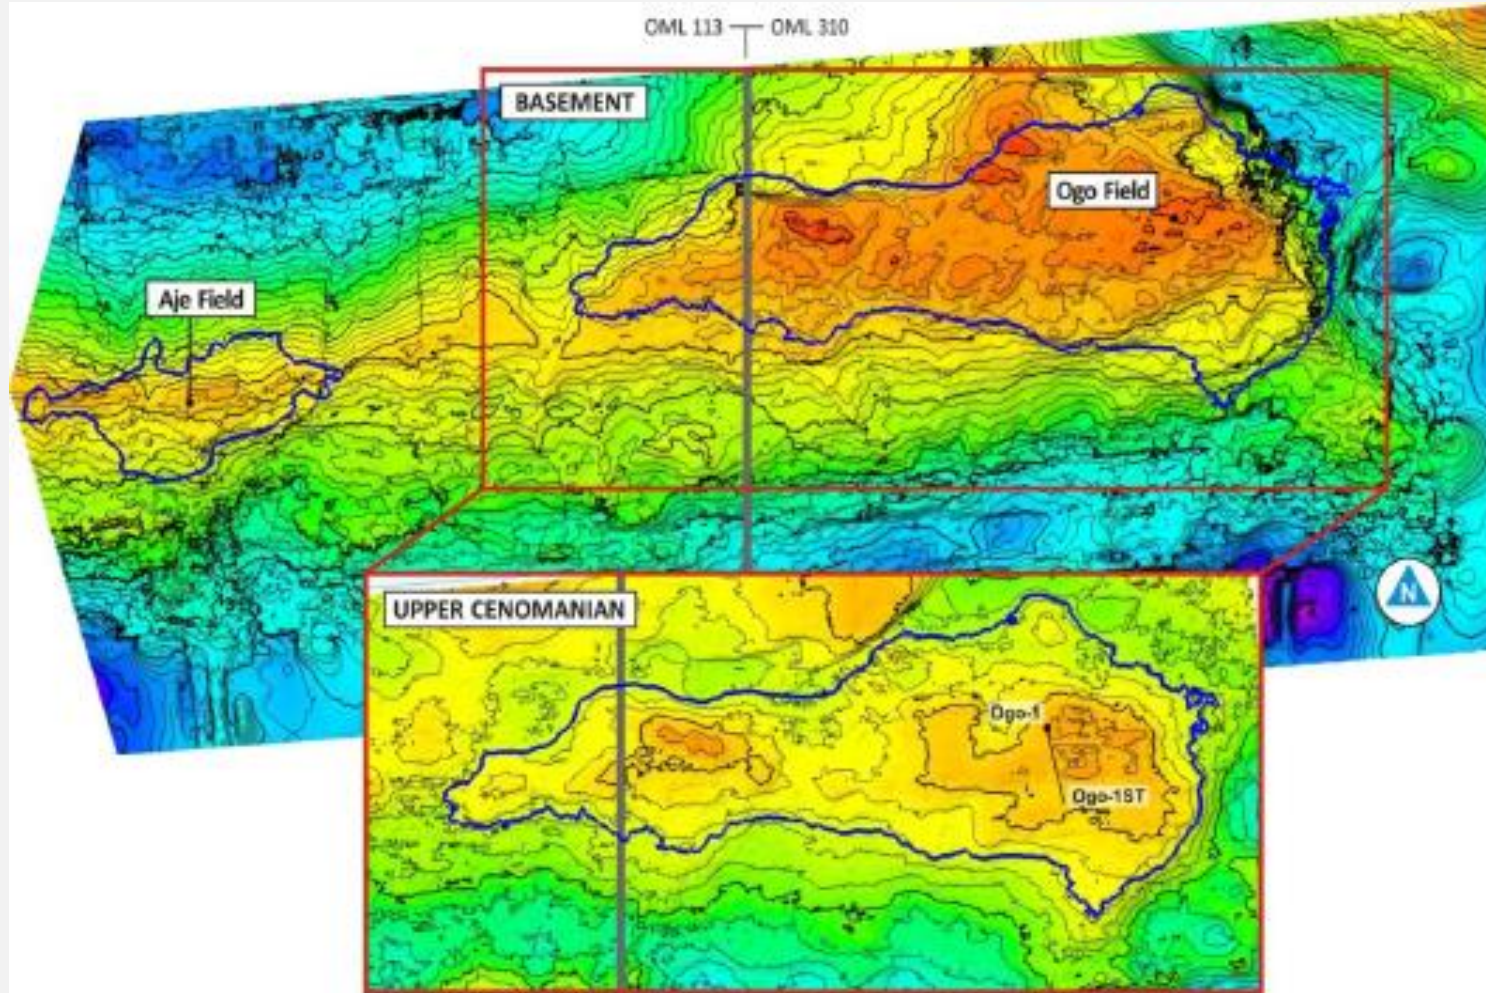 OML 113 OML 310
BASEMENT
Ogo Field
Aje Field
N
UPPER CENOMANIAN
Ogo-1
Ogo-1ST